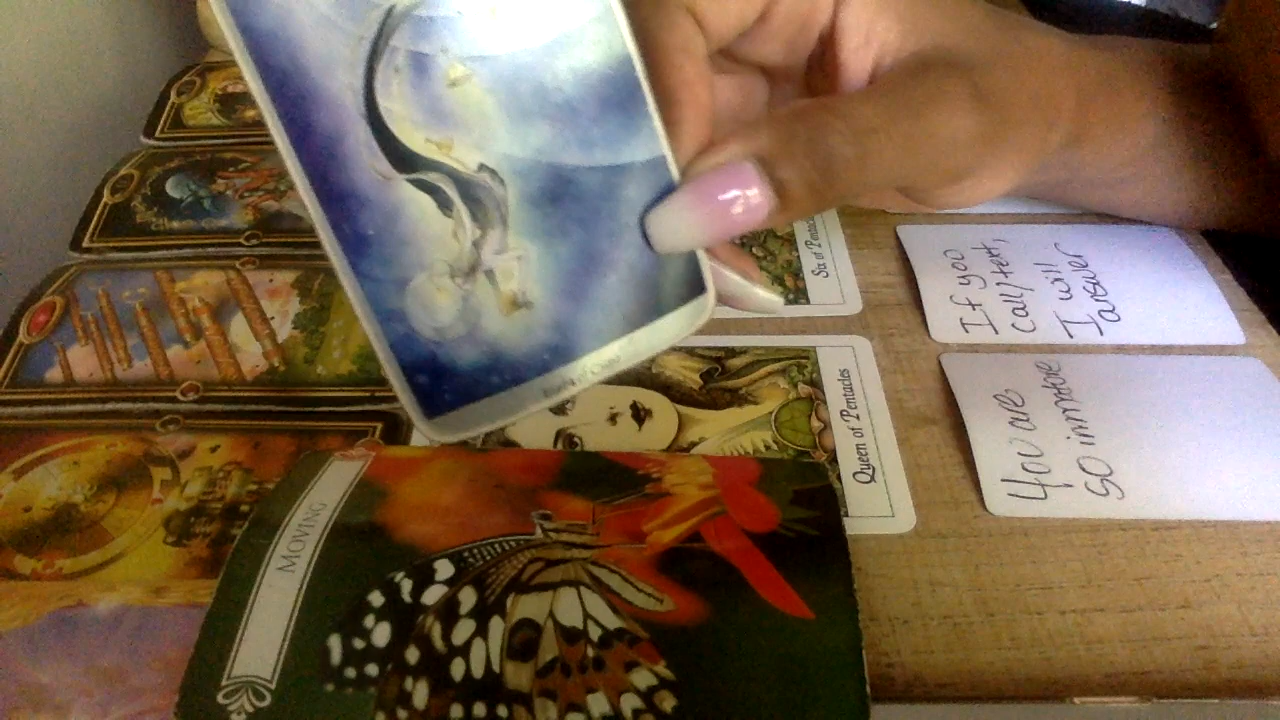 If you
call/text,
I will
answer
You are
so immature
Six of Pentacles
Queen of Pentacles
MOVING